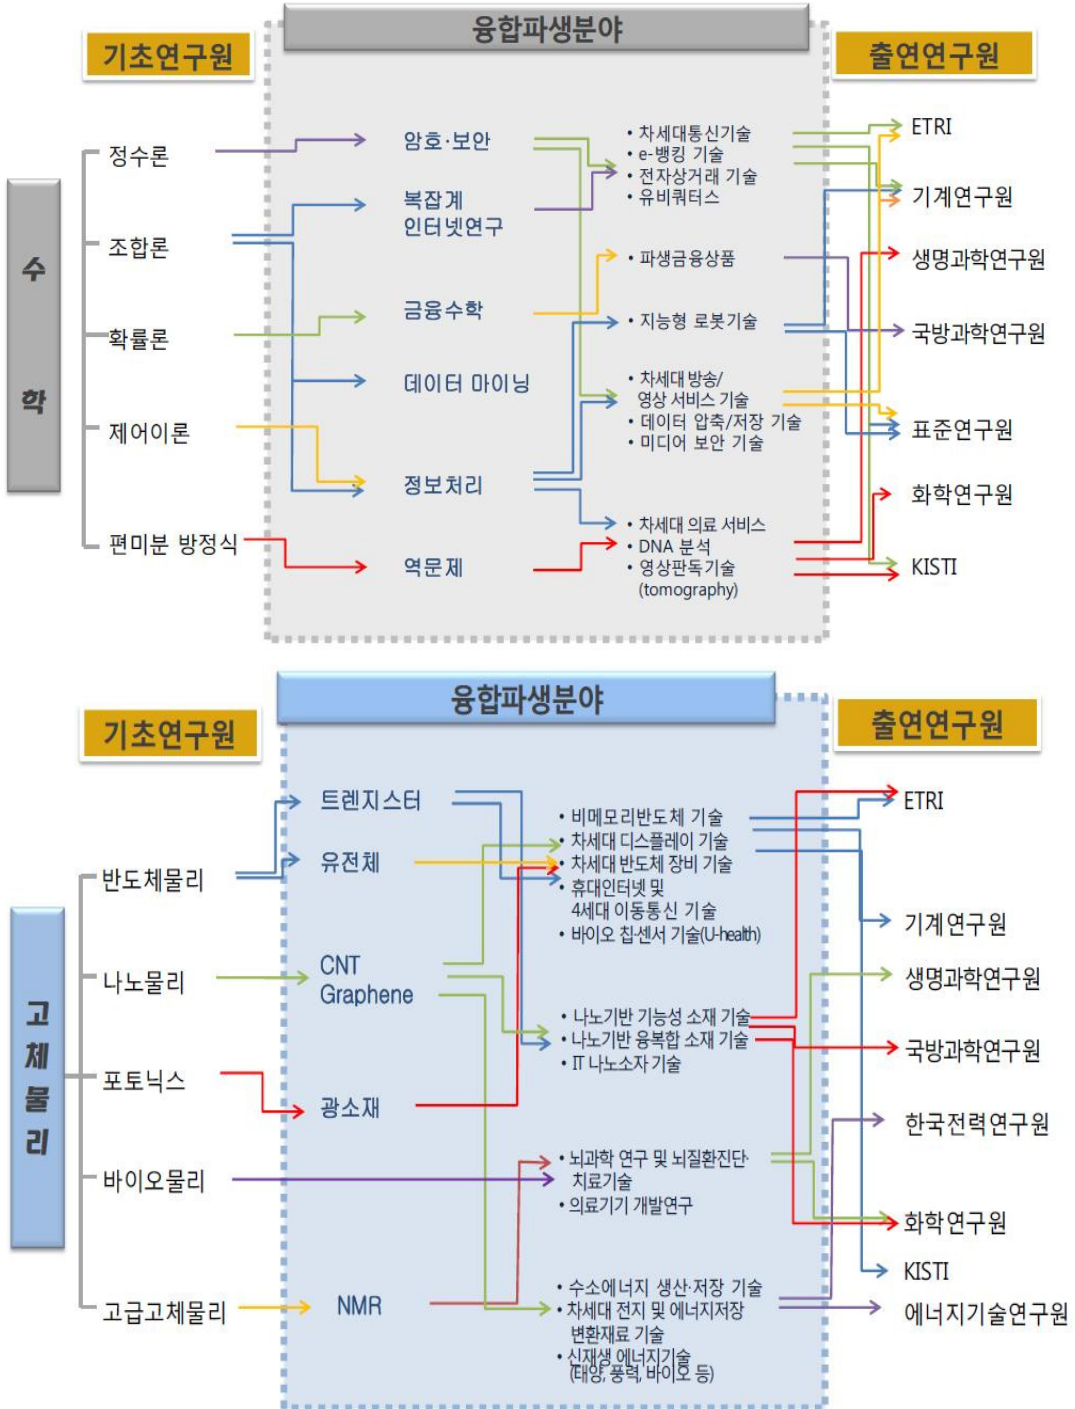 융합파생분야
기초연구원
출연연구원
수
학
정수론
조합론
확률론
제어이론
편미분 방정식
암호·보안
복잡계
인터넷연구
금융수학
데이터 마이닝
정보처리
역문제
• 차세대통신기술
• e-뱅킹 기술
• 전자상거래 기술
• 유비쿼터스
• 파생금융상품
• 지능형 로봇기술
• 차세대 방송/
영상 서비스 기술
• 데이터 압축/저장 기술
• 미디어 보안 기술
• 차세대 의료 서비스
• DNA 분석
• 영상판독기술
(tomography)
ETRI
기계연구원
생명과학연구원
국방과학연구원
표준연구원
화학연구원
KISTI
융합파생분야
기초연구원
출연연구원
고
체
물
리
반도체물리
나노물리
포토닉스
바이오물리
고급고체물리
트렌지스터
유전체
CNT
Graphene
광소재
NMR
• 비메모리반도체 기술
• 차세대 디스플레이 기술
• 차세대 반도체 장비 기술
• 휴대인터넷 및
4세대 이동통신 기술
• 바이오 칩·센서 기술(U-health)
• 나노기반 기능성 소재 기술
• 나노기반 융복합 소재 기술
• IT 나노소자 기술
• 뇌과학 연구 및 뇌질환진단·
치료기술
• 의료기기 개발연구
• 수소에너지 생산·저장 기술
• 차세대 전지 및 에너지저장
변환재료 기술
• 신재생 에너지기술
(태양, 풍력, 바이오 등)
ETRI
기계연구원
생명과학연구원
국방과학연구원
한국전력연구원
화학연구원
KISTI
에너지기술연구원